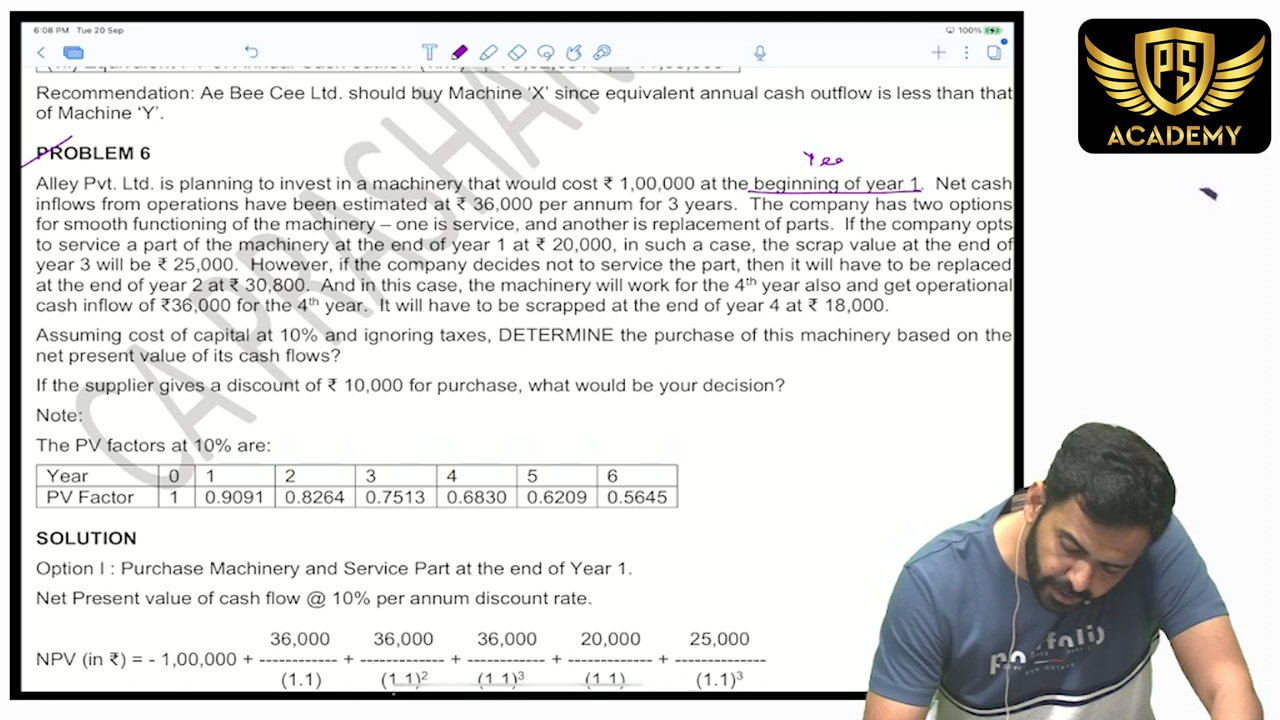 6:08 PM Tue 20 Sep
100%
Recommendation: Ae Bee Cee Ltd. should buy Machine ‘X’ since equivalent annual cash outflow is less than that
of Machine ‘Y’.
PROBLEM 6
Alley Pvt. Ltd. is planning to invest in a machinery that would cost ₹ 1,00,000 at the beginning of year 1. Net cash
inflows from operations have been estimated at ₹ 36,000 per annum for 3 years. The company has two options
for smooth functioning of the machinery – one is service, and another is replacement of parts. If the company opts
to service a part of the machinery at the end of year 1 at ₹ 20,000, in such a case, the scrap value at the end of
year 3 will be ₹ 25,000. However, if the company decides not to service the part, then it will have to be replaced
at the end of year 2 at ₹ 30,800. And in this case, the machinery will work for the 4th year also and get operational
cash inflow of ₹36,000 for the 4th year. It will have to be scrapped at the end of year 4 at ₹ 18,000.
Assuming cost of capital at 10% and ignoring taxes, DETERMINE the purchase of this machinery based on the
net present value of its cash flows?
If the supplier gives a discount of ₹ 10,000 for purchase, what would be your decision?
Note:
The PV factors at 10% are:
Year 0 1 2 3 4 5 6
PV Factor 1 0.9091 0.8264 0.7513 0.6830 0.6209 0.5645
SOLUTION
Option I : Purchase Machinery and Service Part at the end of Year 1.
Net Present value of cash flow @ 10% per annum discount rate.
36,000 36,000 36,000 20,000 25,000
NPV (in ₹) = - 1,00,000 + ------------ + ------------- + ------------ + ------------- + --------------
(1.1) (1.1)² (1.1)³ (1.1) (1.1)³
CA PRASHAN
PS
ACADEMY